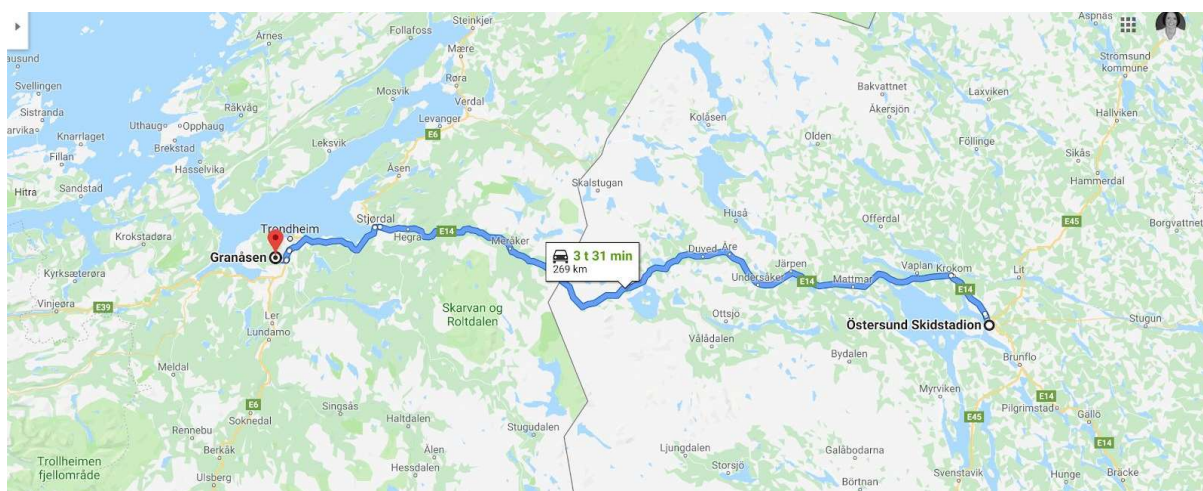 Steinkjer
Aspnäs
Follafoss
Årnes
Mære
Strömsund
kommune
ausund
Svellingen
Mosvik
Røra
Bakvattnet
Laxviken
Råkvåg
Verdal
Sistranda
Åkersjön
Hallviken
Levanger
Kolåsen
arvika
Knarrlaget
Uthaug
Opphaug
E6
Olden
Föllinge
Fillan
Brekstad
Leksvik
Sikås
Hasselvika
Åsen
Hammerdal
Hitra
Sandstad
Skalstugan
Stjørdal
Huså
Offerdal
E45
Borgvattnet
Krokstadøra
Trondheim
Hegra
E14
Meråker
Granåsen
3 t 31 min
269 km
Duved
Åre
Järpen
Vaplan
Krokom
Lit
Kyrksæterøra
Undersåker
E14
Mattmar
E14
Vinjeøra
E39
Skarvan og
Roltdalen
Ler
Ottsjö
Östersund Skidstadion
Stugun
Lundamo
Vålådalen
Bydalen
Brunflo
Meldal
Myrviken
E14
Singsås
Haltdalen
Pilgrimstad
Gällö
E6
Soknedal
E45
Rennebu
Stugudalen
E14
Berkåk
Ålen
Ljungdalen
Galåbodarna
Trollheimen
fjellområde
Hessdalen
Storsjö
Svenstavik
Hunge
Bräcke
Ulsberg
Börtnan